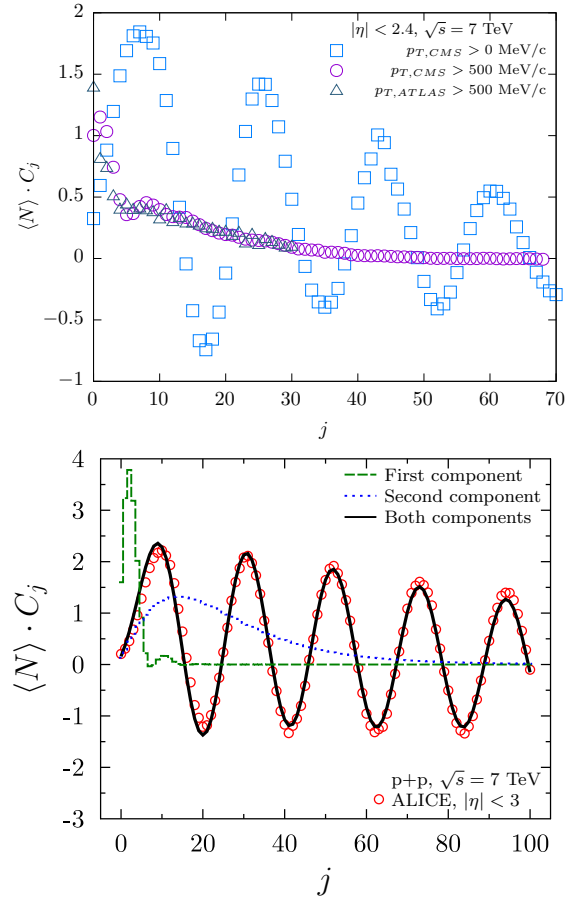 |η| < 2.4, √s = 7 TeV
p_{T,CMS} > 0 MeV/c
p_{T,CMS} > 500 MeV/c
p_{T,ATLAS} > 500 MeV/c
2
1.5
1
0.5
0
−0.5
−1
⟨N⟩ · C_j
0 10 20 30 40 50 60 70
j
First component
Second component
Both components
4
3
2
1
0
-1
-2
-3
⟨N⟩ · C_j
p+p, √s = 7 TeV
ALICE, |η| < 3
0 20 40 60 80 100
j